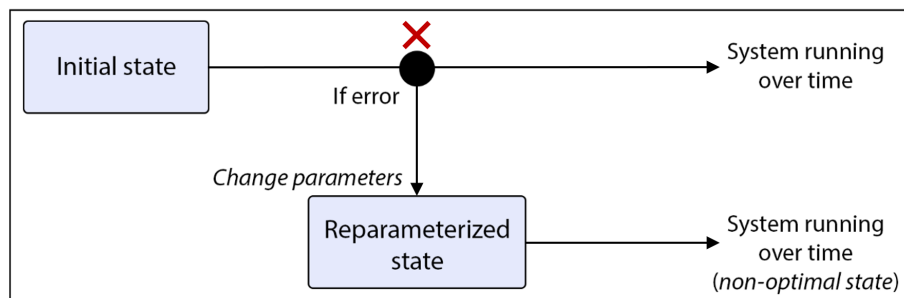 Initial state
System running
over time
If error
Change parameters
Reparameterized
state
System running
over time
(non-optimal state)